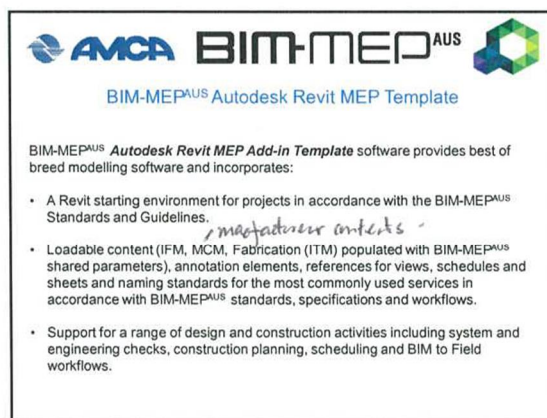 AMCA BIM-MEPAUS
BIM-MEPAUS Autodesk Revit MEP Template
BIM-MEPAUS Autodesk Revit MEP Add-in Template software provides best of
breed modelling software and incorporates:
• A Revit starting environment for projects in accordance with the BIM-MEPAUS
Standards and Guidelines.
• Loadable content (IFM, MCM, Fabrication (ITM) populated with BIM-MEPAUS
shared parameters), annotation elements, references for views, schedules and
sheets and naming standards for the most commonly used services in
accordance with BIM-MEPAUS standards, specifications and workflows.
• Support for a range of design and construction activities including system and
engineering checks, construction planning, scheduling and BIM to Field
workflows.